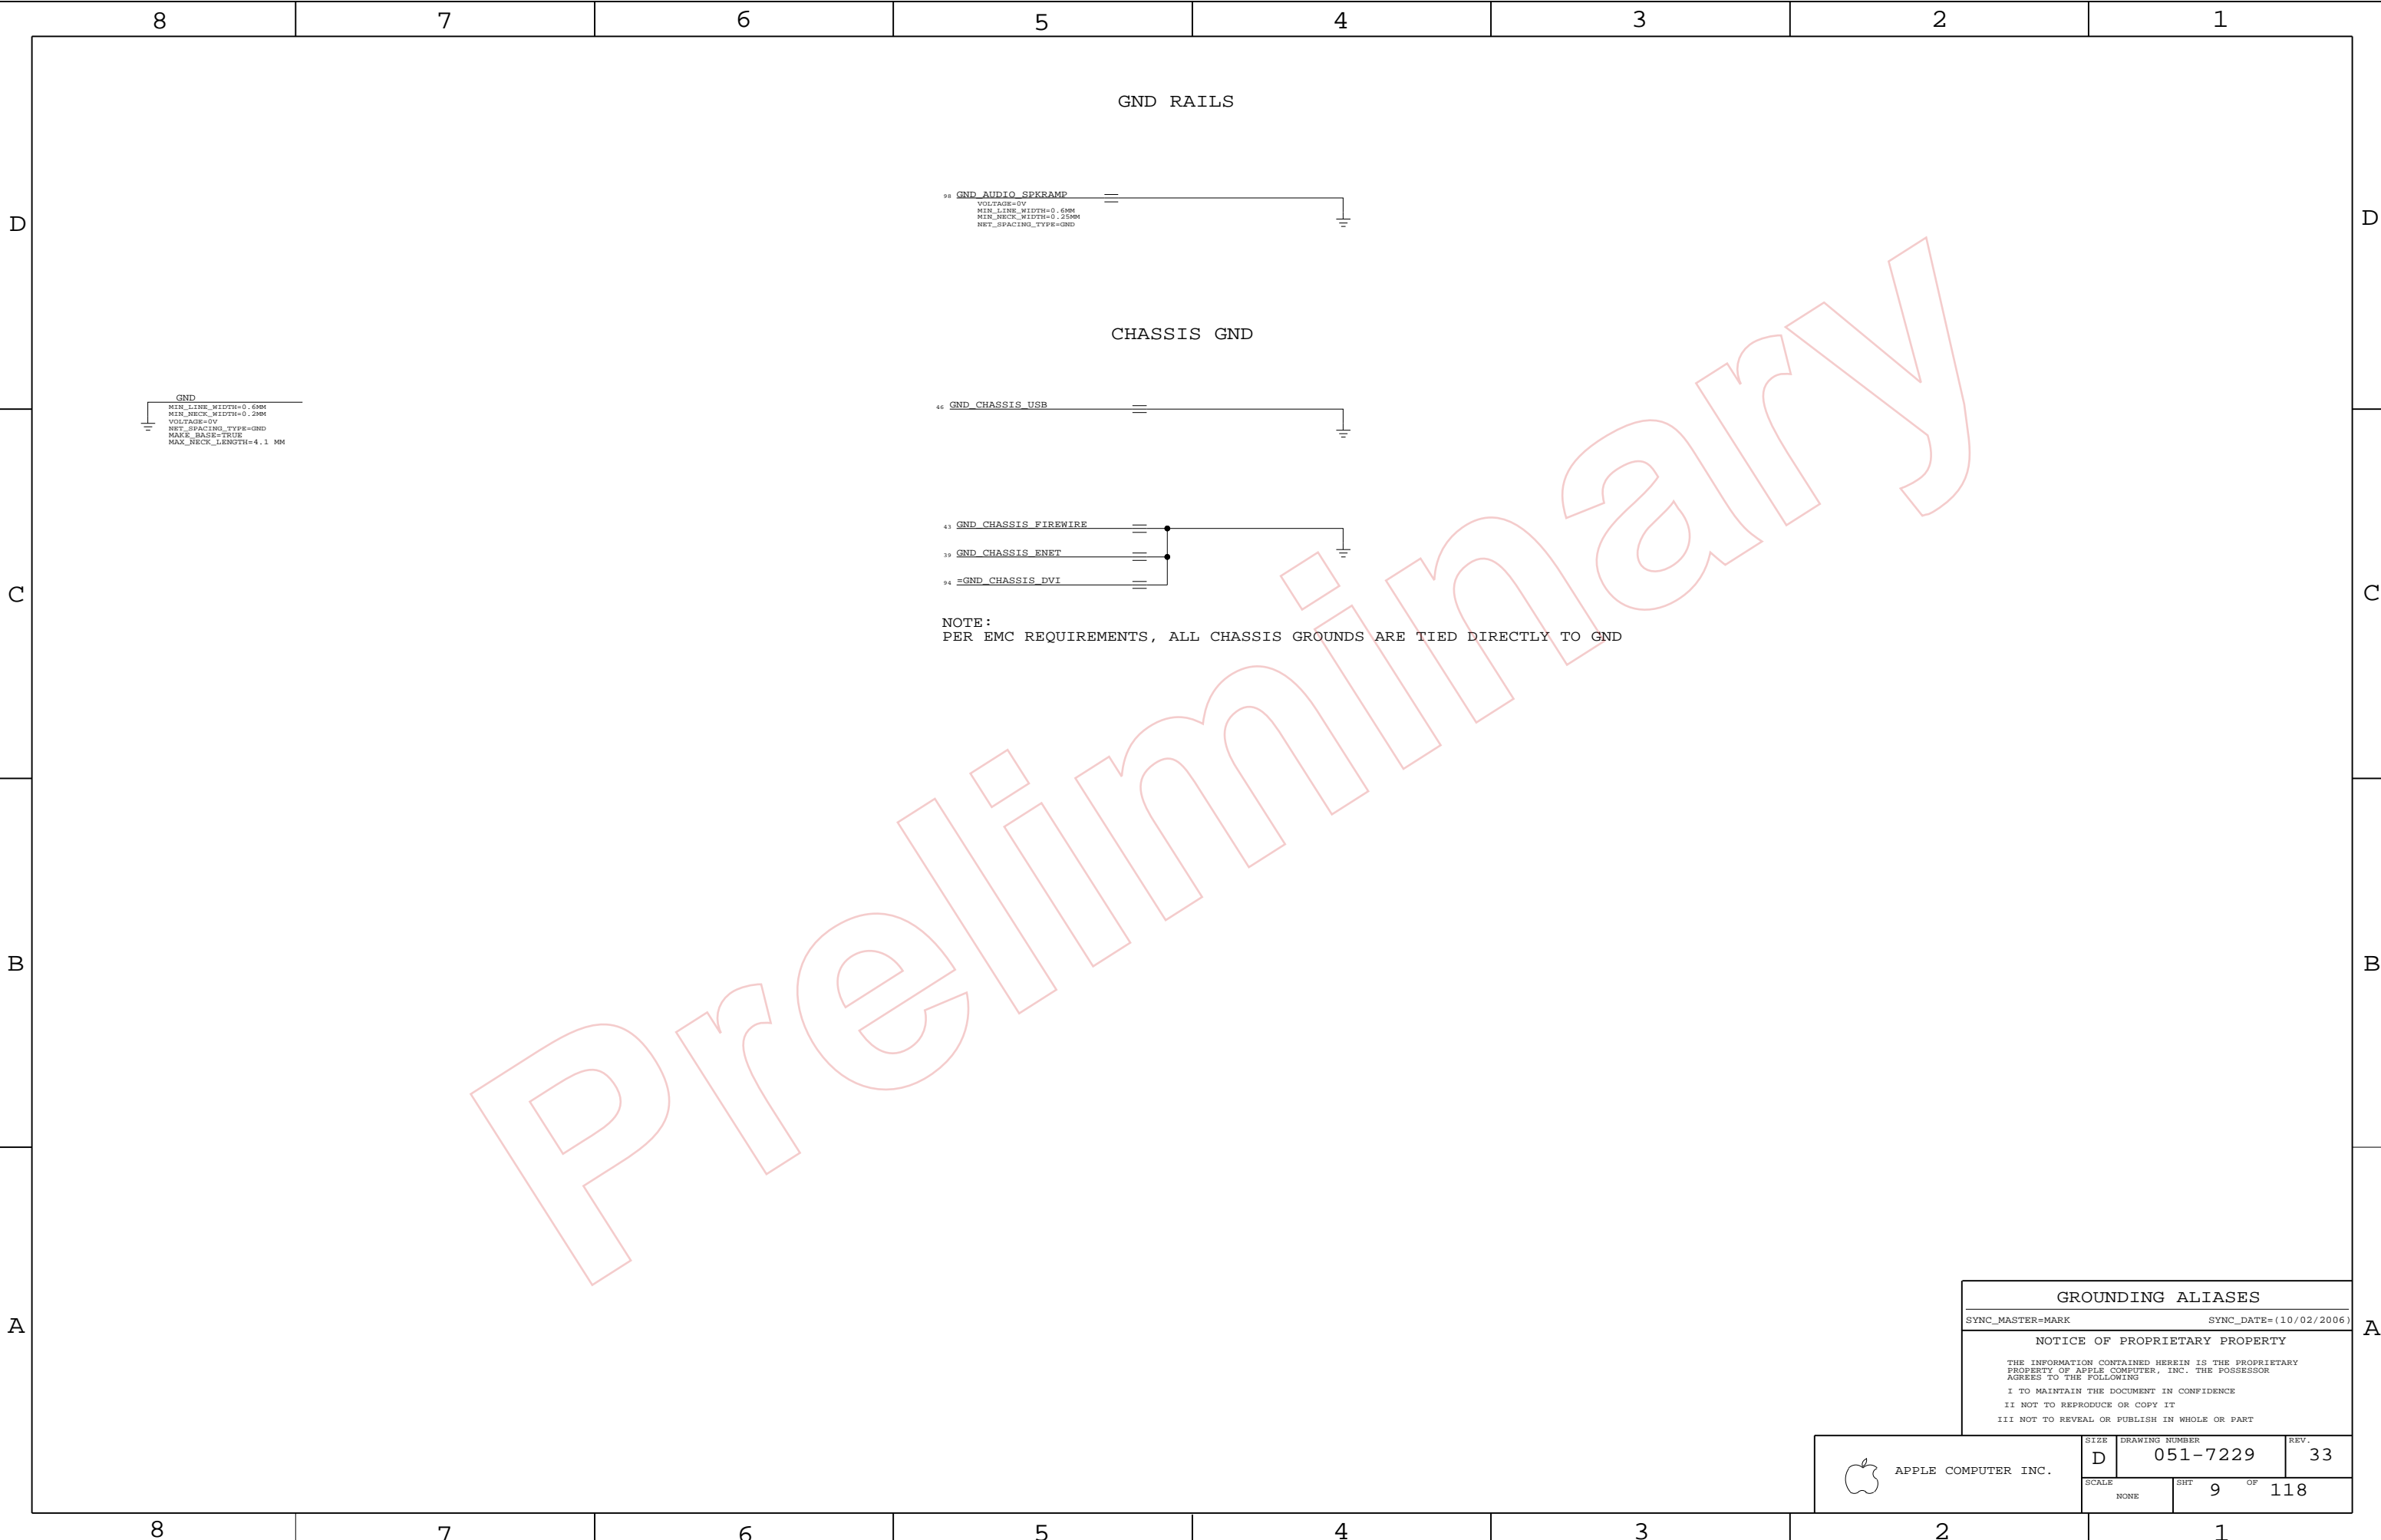 8 7 6 5 4 3 2 1
GND RAILS
98 GND_AUDIO_SPKRAMP
VOLTAGE=0V
MIN_LINE_WIDTH=0.6MM
MIN_NECK_WIDTH=0.25MM
NET_SPACING_TYPE=GND
D D
CHASSIS GND
GND
MIN_LINE_WIDTH=0.6MM
MIN_NECK_WIDTH=0.2MM
VOLTAGE=0V
NET_SPACING_TYPE=GND
MAKE_BASE=TRUE
MAX_NECK_LENGTH=4.1 MM
46 GND_CHASSIS_USB
43 GND_CHASSIS_FIREWIRE
39 GND_CHASSIS_ENET
94 =GND_CHASSIS_DVI
C C
NOTE:
PER EMC REQUIREMENTS, ALL CHASSIS GROUNDS ARE TIED DIRECTLY TO GND
Preliminary
B B
A A
GROUNDING ALIASES
SYNC_MASTER=MARK SYNC_DATE=(10/02/2006)
NOTICE OF PROPRIETARY PROPERTY
THE INFORMATION CONTAINED HEREIN IS THE PROPRIETARY
PROPERTY OF APPLE COMPUTER, INC. THE POSSESSOR
AGREES TO THE FOLLOWING
I TO MAINTAIN THE DOCUMENT IN CONFIDENCE
II NOT TO REPRODUCE OR COPY IT
III NOT TO REVEAL OR PUBLISH IN WHOLE OR PART
APPLE COMPUTER INC.
SIZE DRAWING NUMBER REV.
D 051-7229 33
SCALE SHT OF
NONE 9 118
8 7 6 5 4 3 2 1